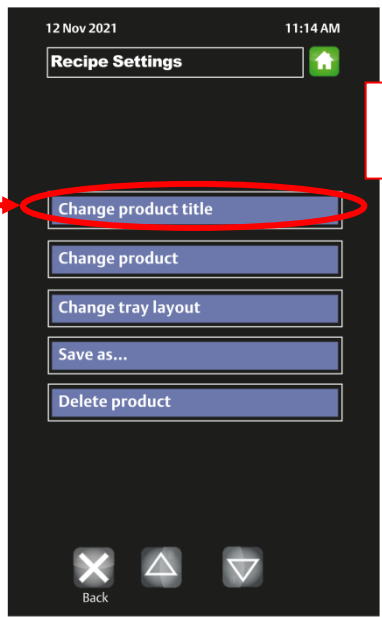 12 Nov 2021 11:14 AM
Recipe Settings
Change product title
Change product
Change tray layout
Save as...
Delete product
Back